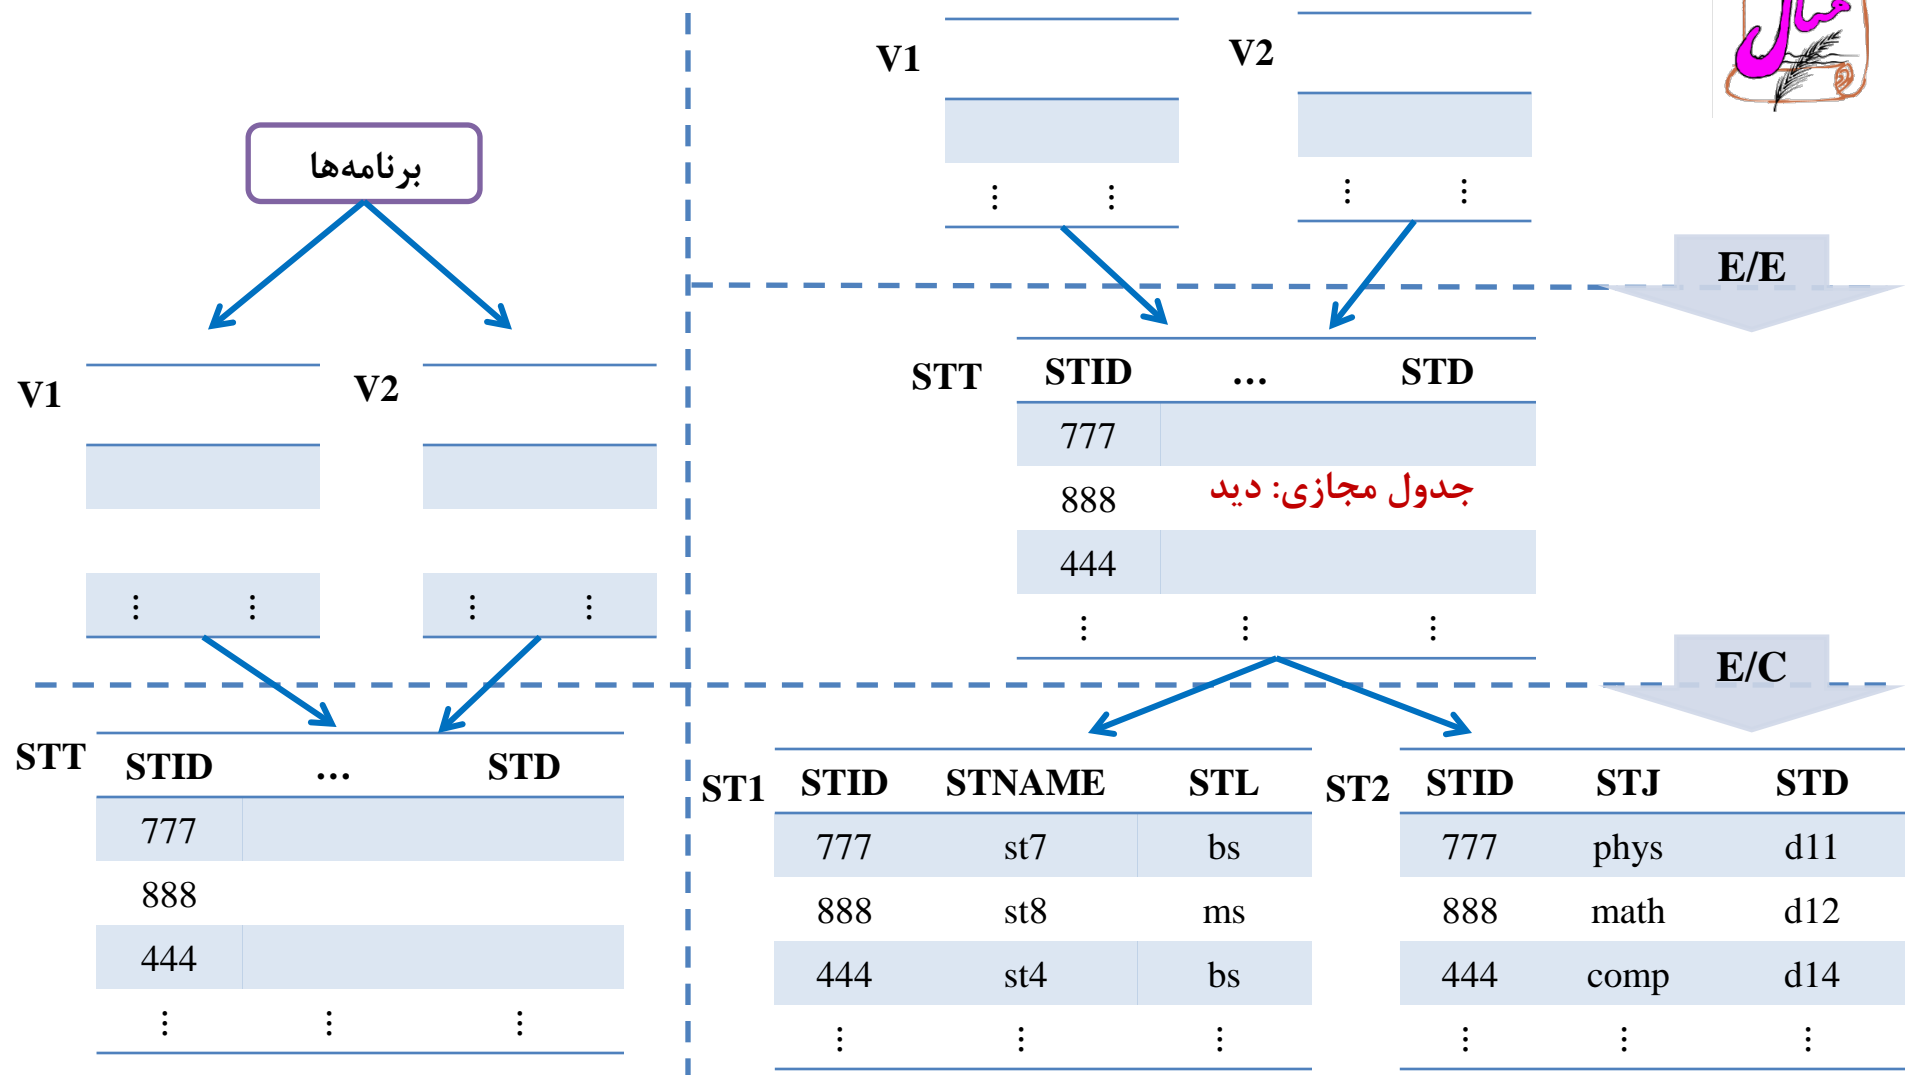 مثال
V1 V2
⋮ ⋮ ⋮ ⋮
E/E
STT STID … STD
777
888 جدول مجازی: دید
444
⋮ ⋮ ⋮
E/C
ST1 STID STNAME STL
777 st7 bs
888 st8 ms
444 st4 bs
⋮ ⋮ ⋮
ST2 STID STJ STD
777 phys d11
888 math d12
444 comp d14
⋮ ⋮ ⋮
برنامه‌ها
V1 V2
⋮ ⋮ ⋮ ⋮
STT STID … STD
777
888
444
⋮ ⋮ ⋮